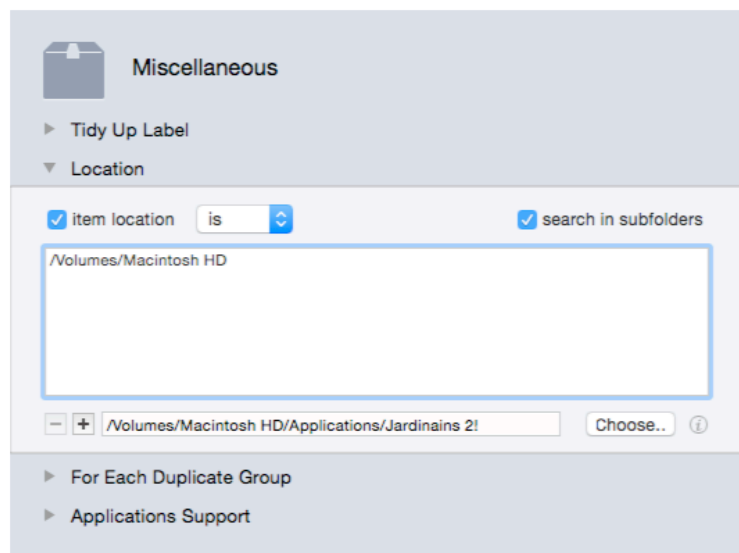 Miscellaneous
Tidy Up Label
Location
item location is search in subfolders
/Volumes/Macintosh HD
/Volumes/Macintosh HD/Applications/Jardinains 2!
Choose..
For Each Duplicate Group
Applications Support